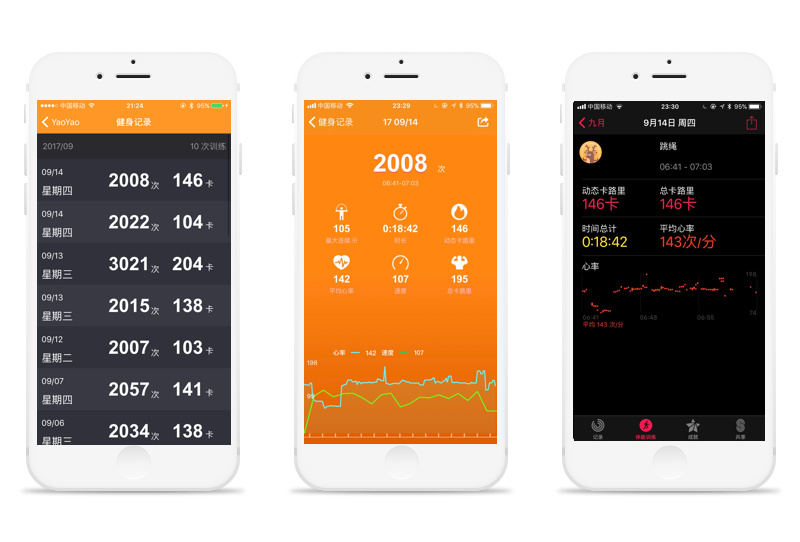 中国移动
21:24
95%
YaoYao
健身记录
2017/09
10 次训练
09/14
星期四
2008次
146卡
09/14
星期四
2022次
104卡
09/13
星期三
3021次
204卡
09/13
星期三
2015次
138卡
09/12
星期二
2007次
103卡
09/07
星期四
2057次
141卡
09/06
星期三
2034次
138卡
中国移动
23:29
95%
健身记录
17 09/14
2008 次
06:41-07:03
105
0:18:42
时长
146
动态卡路里
142
平均心率
107
速度
195
总卡路里
心率
142
速度
107
198
中国移动
23:30
95%
九月
9月14日 周四
跳绳
06:41 - 07:03
动态卡路里
146卡
总卡路里
146卡
时间总计
0:18:42
平均心率
143次/分
心率
198
06:41
06:48
06:55
74
平均 143 次/分
记录
体能训练
成就
共享